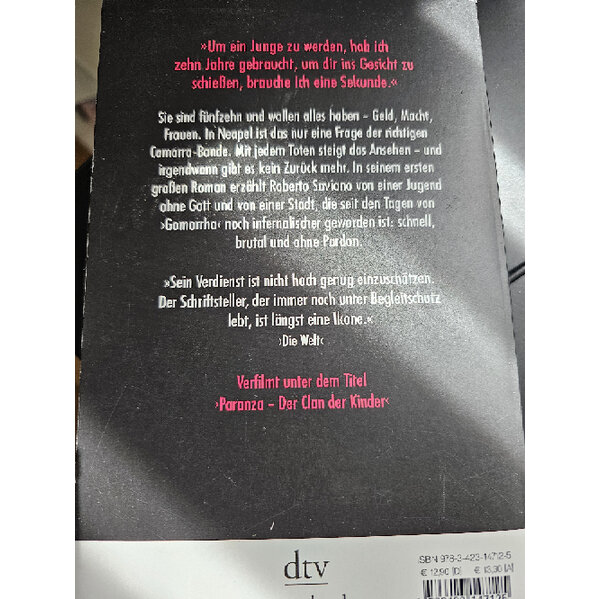 »Um ein Junge zu werden, hab ich
zehn Jahre gebraucht, um dir ins Gesicht zu
schießen, brauche ich eine Sekunde.«
Sie sind fünfzehn und wollen alles haben – Geld, Macht,
Frauen. In Neapel ist das nur eine Frage der richtigen
Camorra-Bande. Mit jedem Toten steigt das Ansehen – und
irgendwann gibt es kein Zurück mehr. In seinem ersten
großen Roman erzählt Roberto Saviano von einer Jugend
ohne Gott und von einer Stadt, die seit den Tagen von
›Gomorrha‹ noch infernalischer geworden ist: schnell,
brutal und ohne Pardon.
»Sein Verdienst ist nicht hoch genug einzuschätzen.
Der Schriftsteller, der immer noch unter Begleitschutz
lebt, ist längst eine Ikone.«
›Die Welt‹
Verfilmt unter dem Titel
›Paranza – Der Clan der Kinder‹
ISBN 978-3-423-14712-5
€ 12,90 [D] € 13,30 [A]
dtv